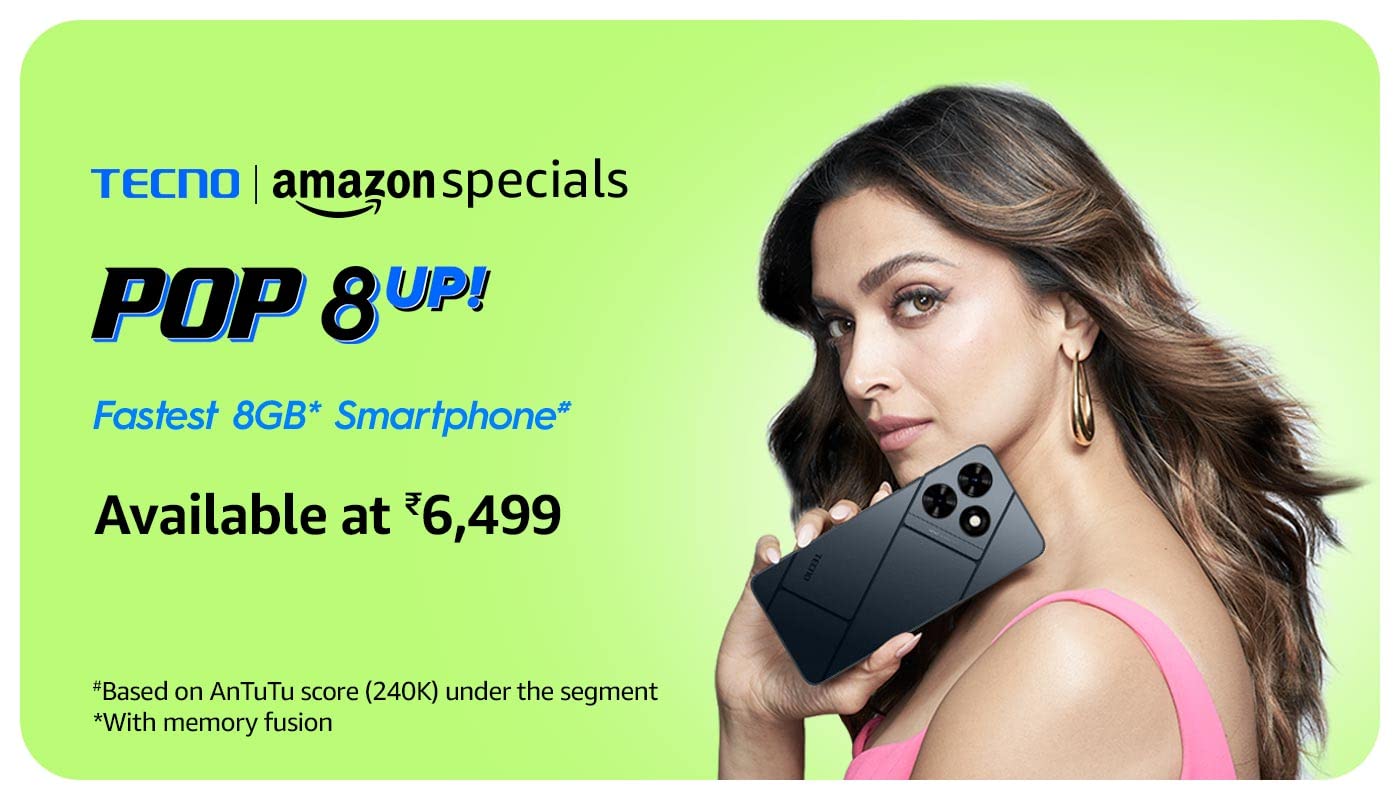 TECNO | amazon specials
POP 8 UP!
Fastest 8GB* Smartphone#
Available at ₹6,499
#Based on AnTuTu score (240K) under the segment
*With memory fusion
TECNO